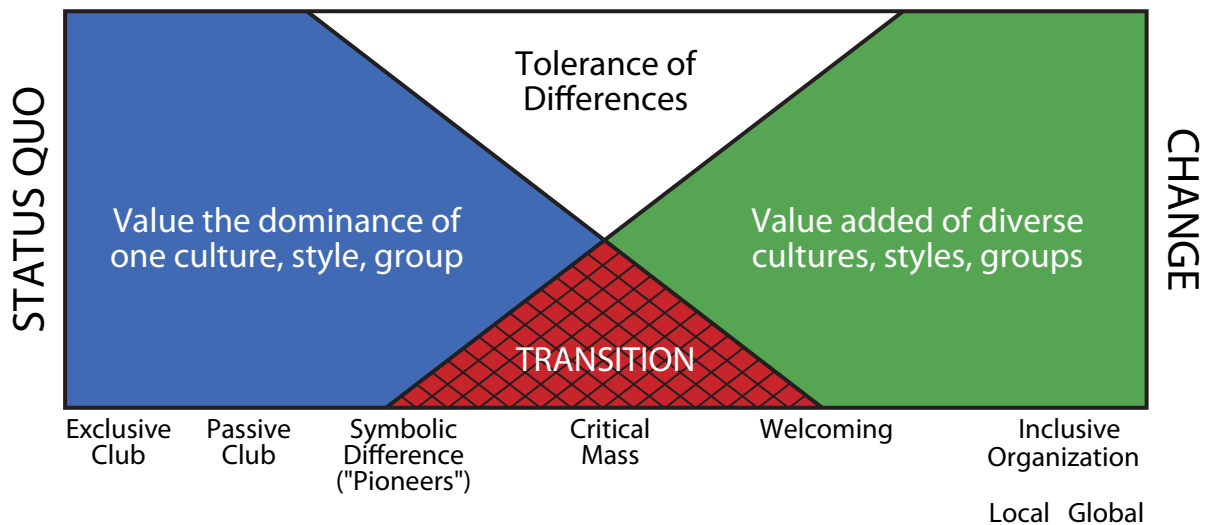 STATUS QUO
Tolerance of
Differences
Value the dominance of
one culture, style, group
Value added of diverse
cultures, styles, groups
TRANSITION
CHANGE
Exclusive
Club
Passive
Club
Symbolic
Difference
("Pioneers")
Critical
Mass
Welcoming
Inclusive
Organization
Local Global